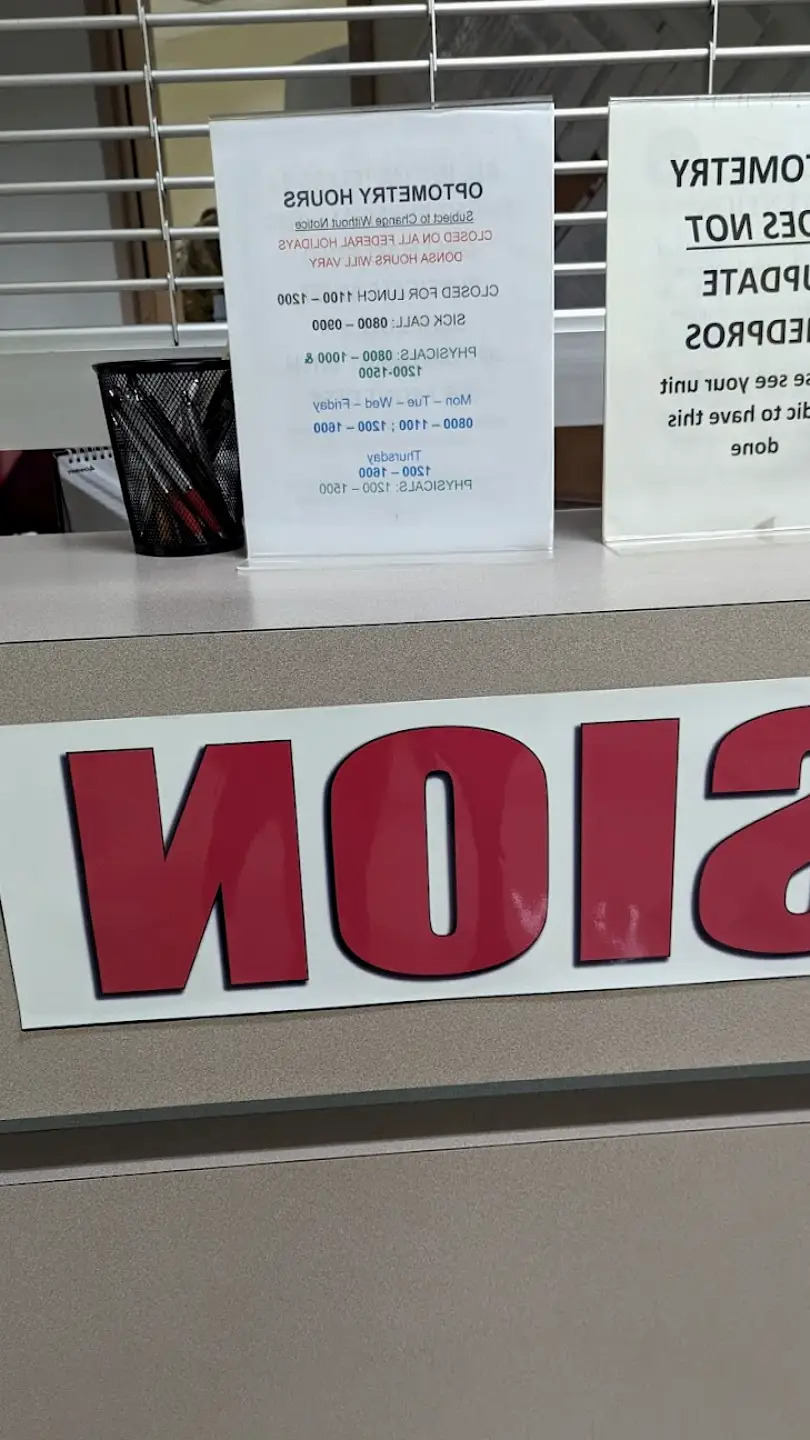 OPTOMETRY HOURS
Subject to Change Without Notice
CLOSED ON ALL FEDERAL HOLIDAYS
DONSA HOURS WILL VARY
CLOSED FOR LUNCH 1100 – 1200
SICK CALL: 0800 – 0900
PHYSICALS: 0800 – 1000 &
1200-1500
Mon – Tue – Wed – Friday
0800 – 1100 ; 1200 – 1600
Thursday
1200 – 1600
PHYSICALS: 1200 – 1500
TOMETRY
DES NOT
UPDATE
MEDPROS
se see your unit
dic to have this
done
SION